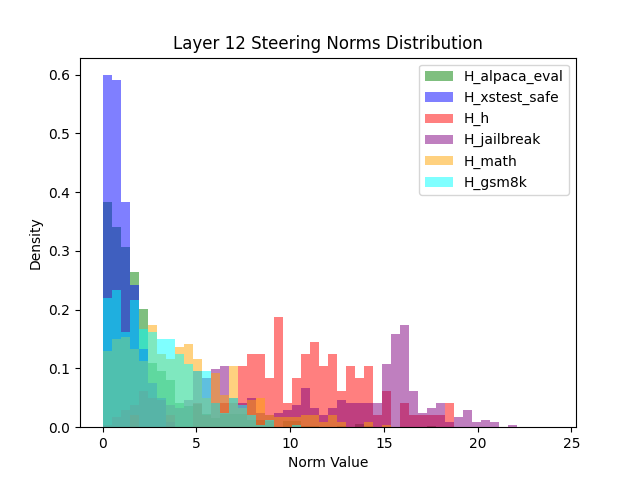 Layer 12 Steering Norms Distribution
H_alpaca_eval
H_xstest_safe
H_h
H_jailbreak
H_math
H_gsm8k
Density
0.6
0.5
0.4
0.3
0.2
0.1
0.0
0
5
10
15
20
25
Norm Value